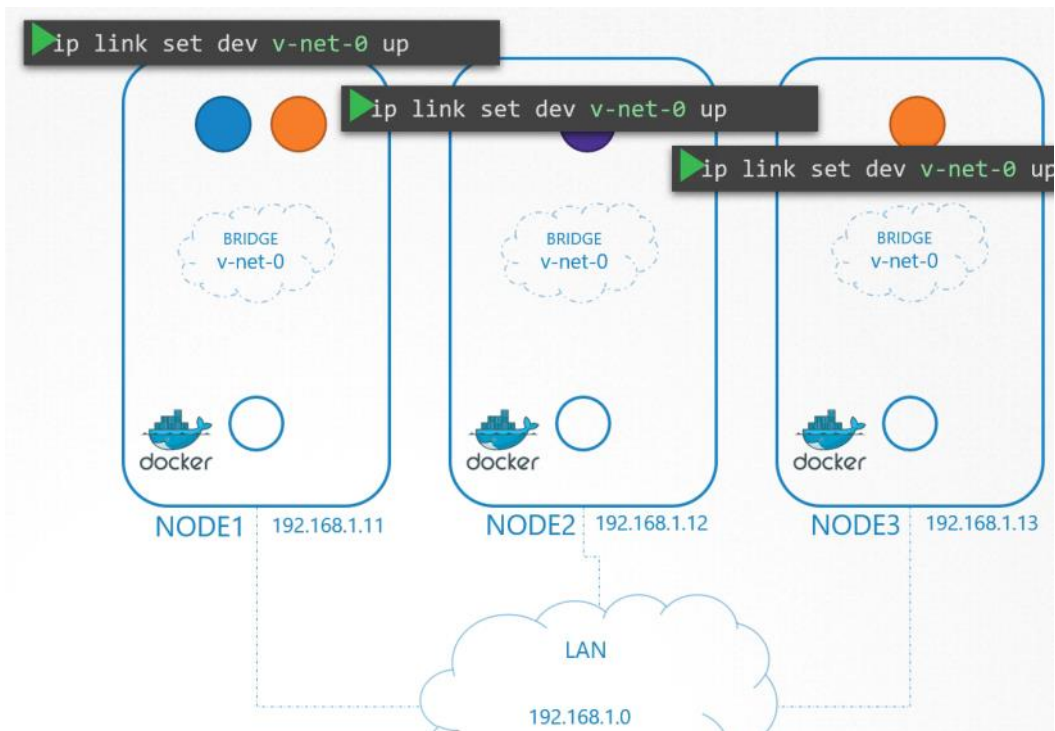 ip link set dev v-net-0 up
ip link set dev v-net-0 up
ip link set dev v-net-0 up
BRIDGE
v-net-0
BRIDGE
v-net-0
BRIDGE
v-net-0
docker
docker
docker
NODE1 192.168.1.11
NODE2 192.168.1.12
NODE3 192.168.1.13
LAN
192.168.1.0